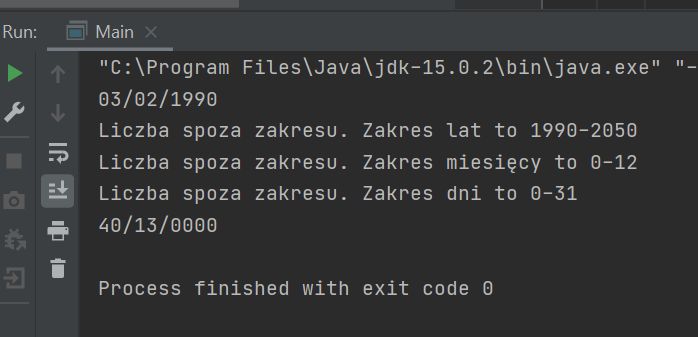 Run: Main
"C:\Program Files\Java\jdk-15.0.2\bin\java.exe" "-
03/02/1990
Liczba spoza zakresu. Zakres lat to 1990-2050
Liczba spoza zakresu. Zakres miesięcy to 0-12
Liczba spoza zakresu. Zakres dni to 0-31
40/13/0000
Process finished with exit code 0